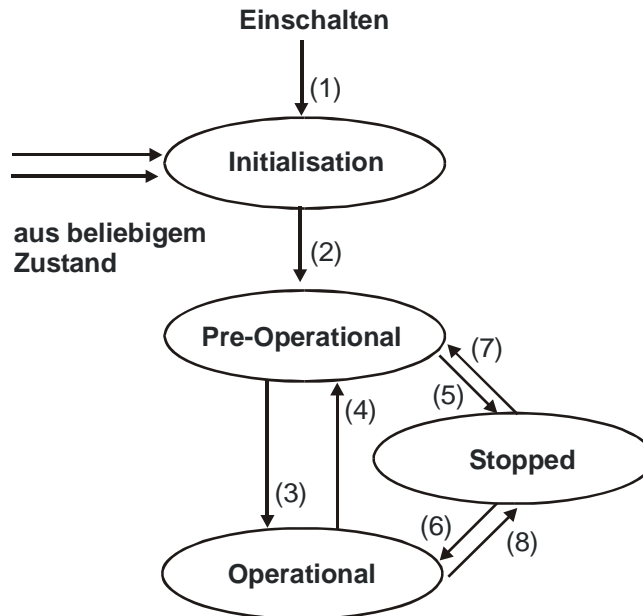 Einschalten
(1)
Initialisation
aus beliebigem
Zustand
(2)
Pre-Operational
(7)
(5)
(4)
Stopped
(3)
(6)
(8)
Operational